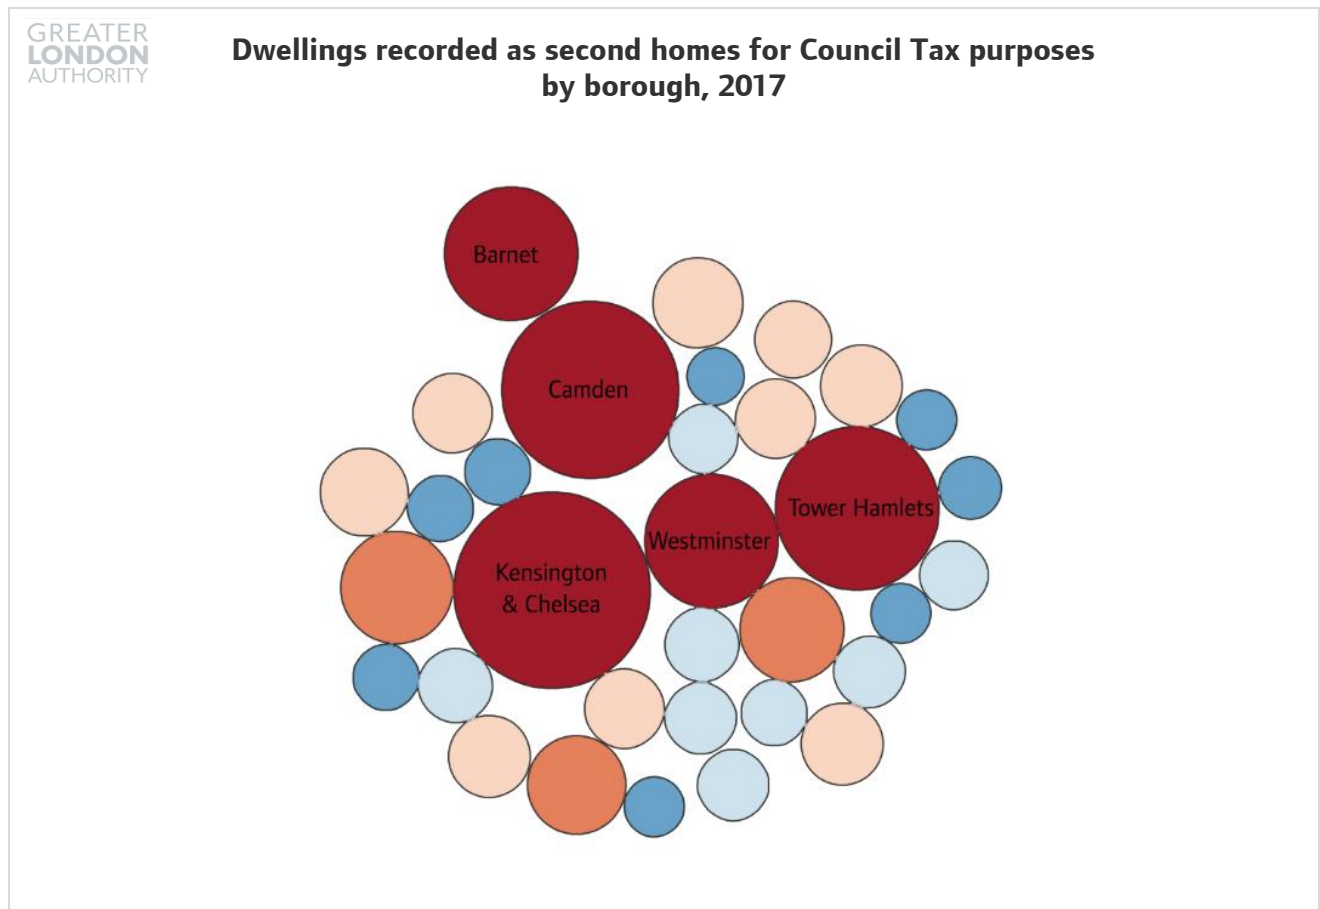 GREATER
LONDON
AUTHORITY
Dwellings recorded as second homes for Council Tax purposes
by borough, 2017
Barnet
Camden
Tower Hamlets
Westminster
Kensington
& Chelsea